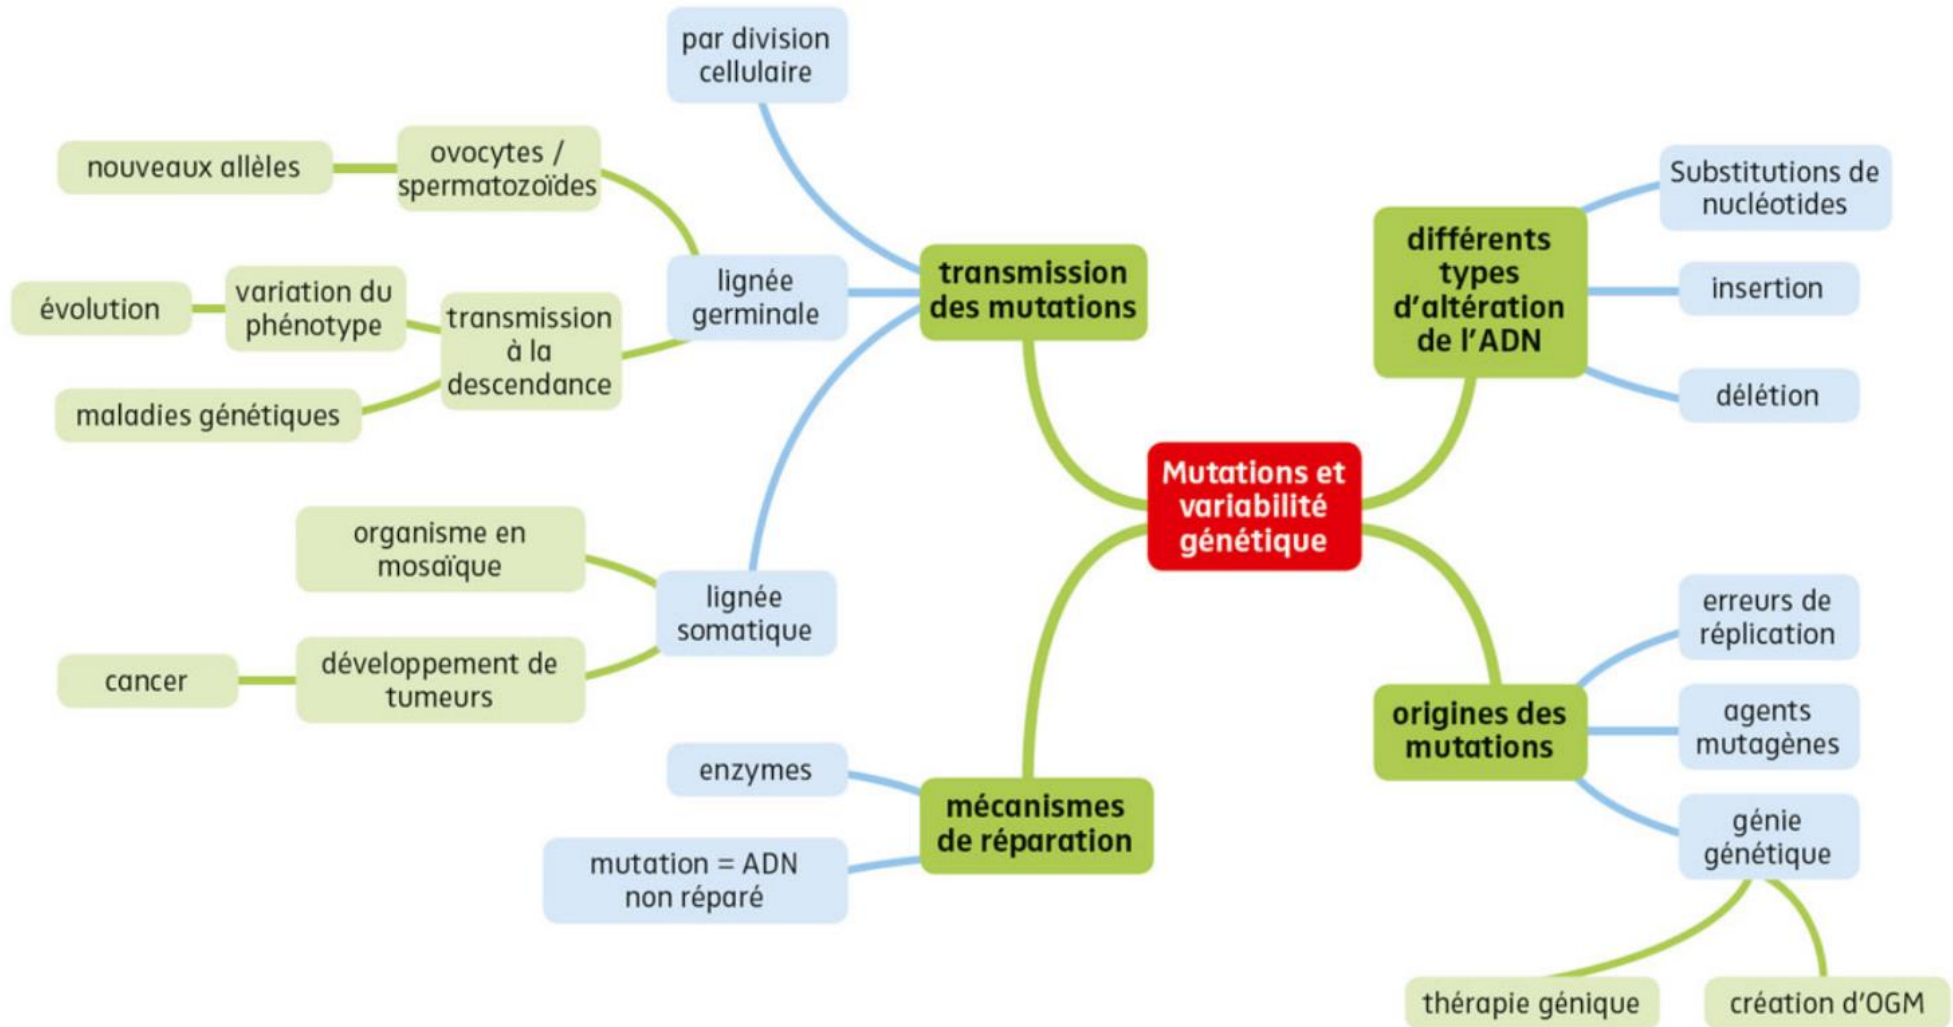 par division
cellulaire
nouveaux allèles
ovocytes /
spermatozoïdes
évolution
variation du
phénotype
transmission
à la
descendance
maladies génétiques
lignée
germinale
transmission
des mutations
différents
types
d'altération
de l'ADN
Substitutions de
nucléotides
insertion
délétion
Mutations et
variabilité
génétique
organisme en
mosaïque
lignée
somatique
cancer
développement de
tumeurs
enzymes
mutation = ADN
non réparé
mécanismes
de réparation
origines des
mutations
erreurs de
réplication
agents
mutagènes
génie
génétique
thérapie génique
création d'OGM